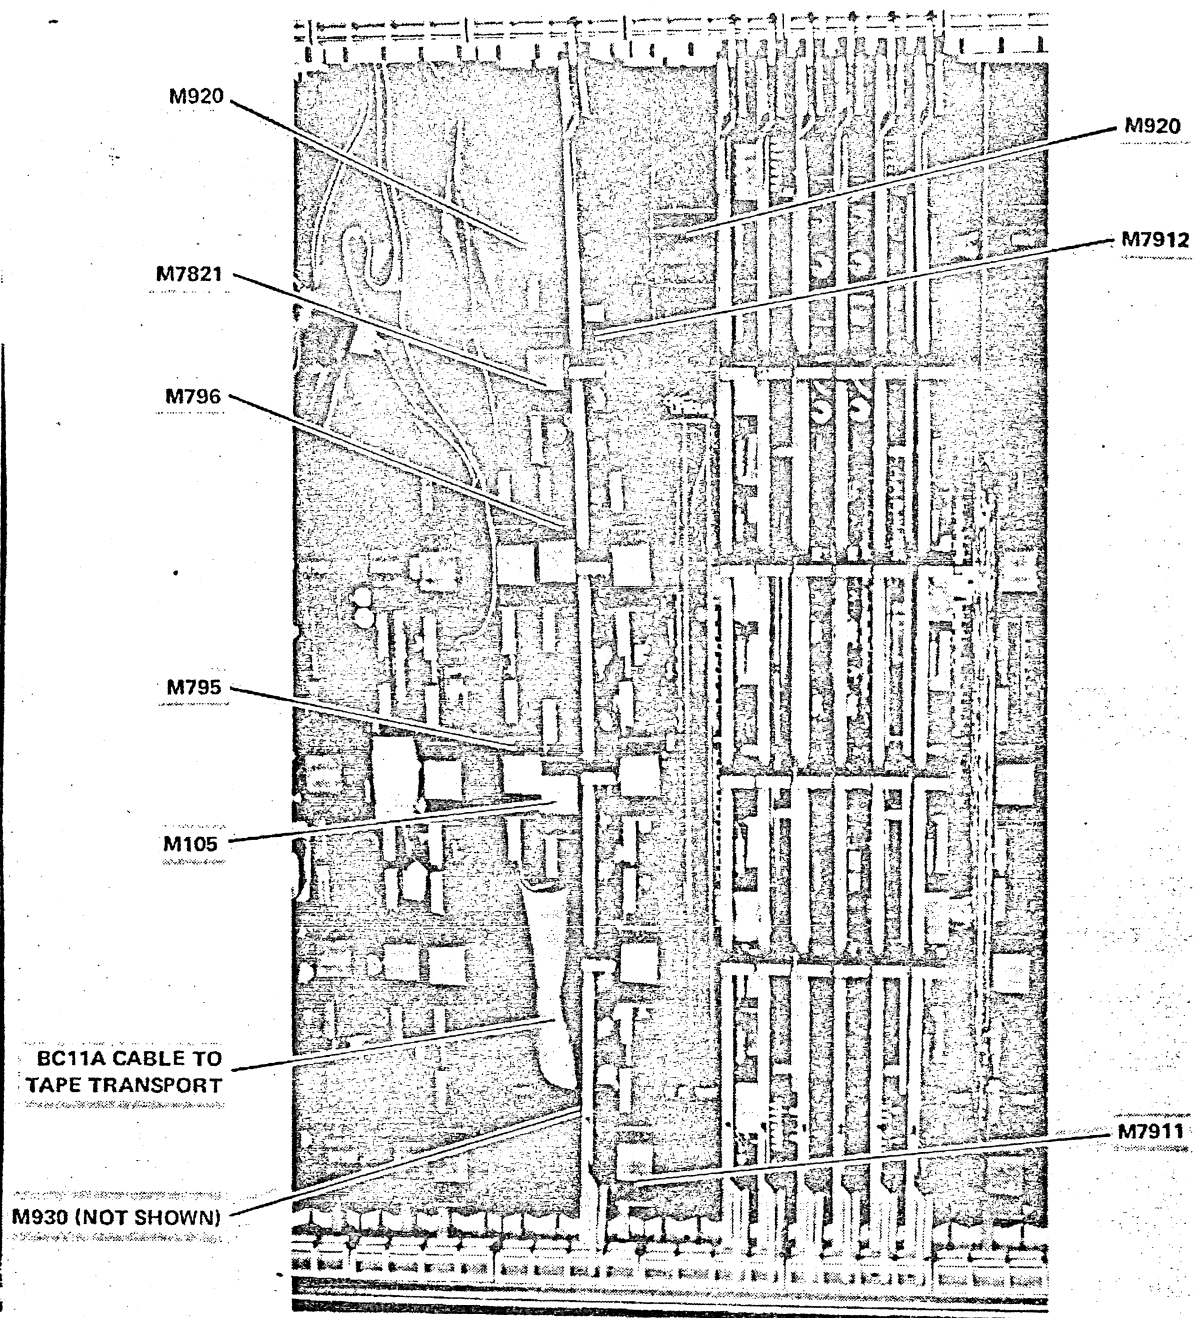 M920
M920
M7912
M7821
M796
M795
M105
BC11A CABLE TO
TAPE TRANSPORT
M7911
M930 (NOT SHOWN)